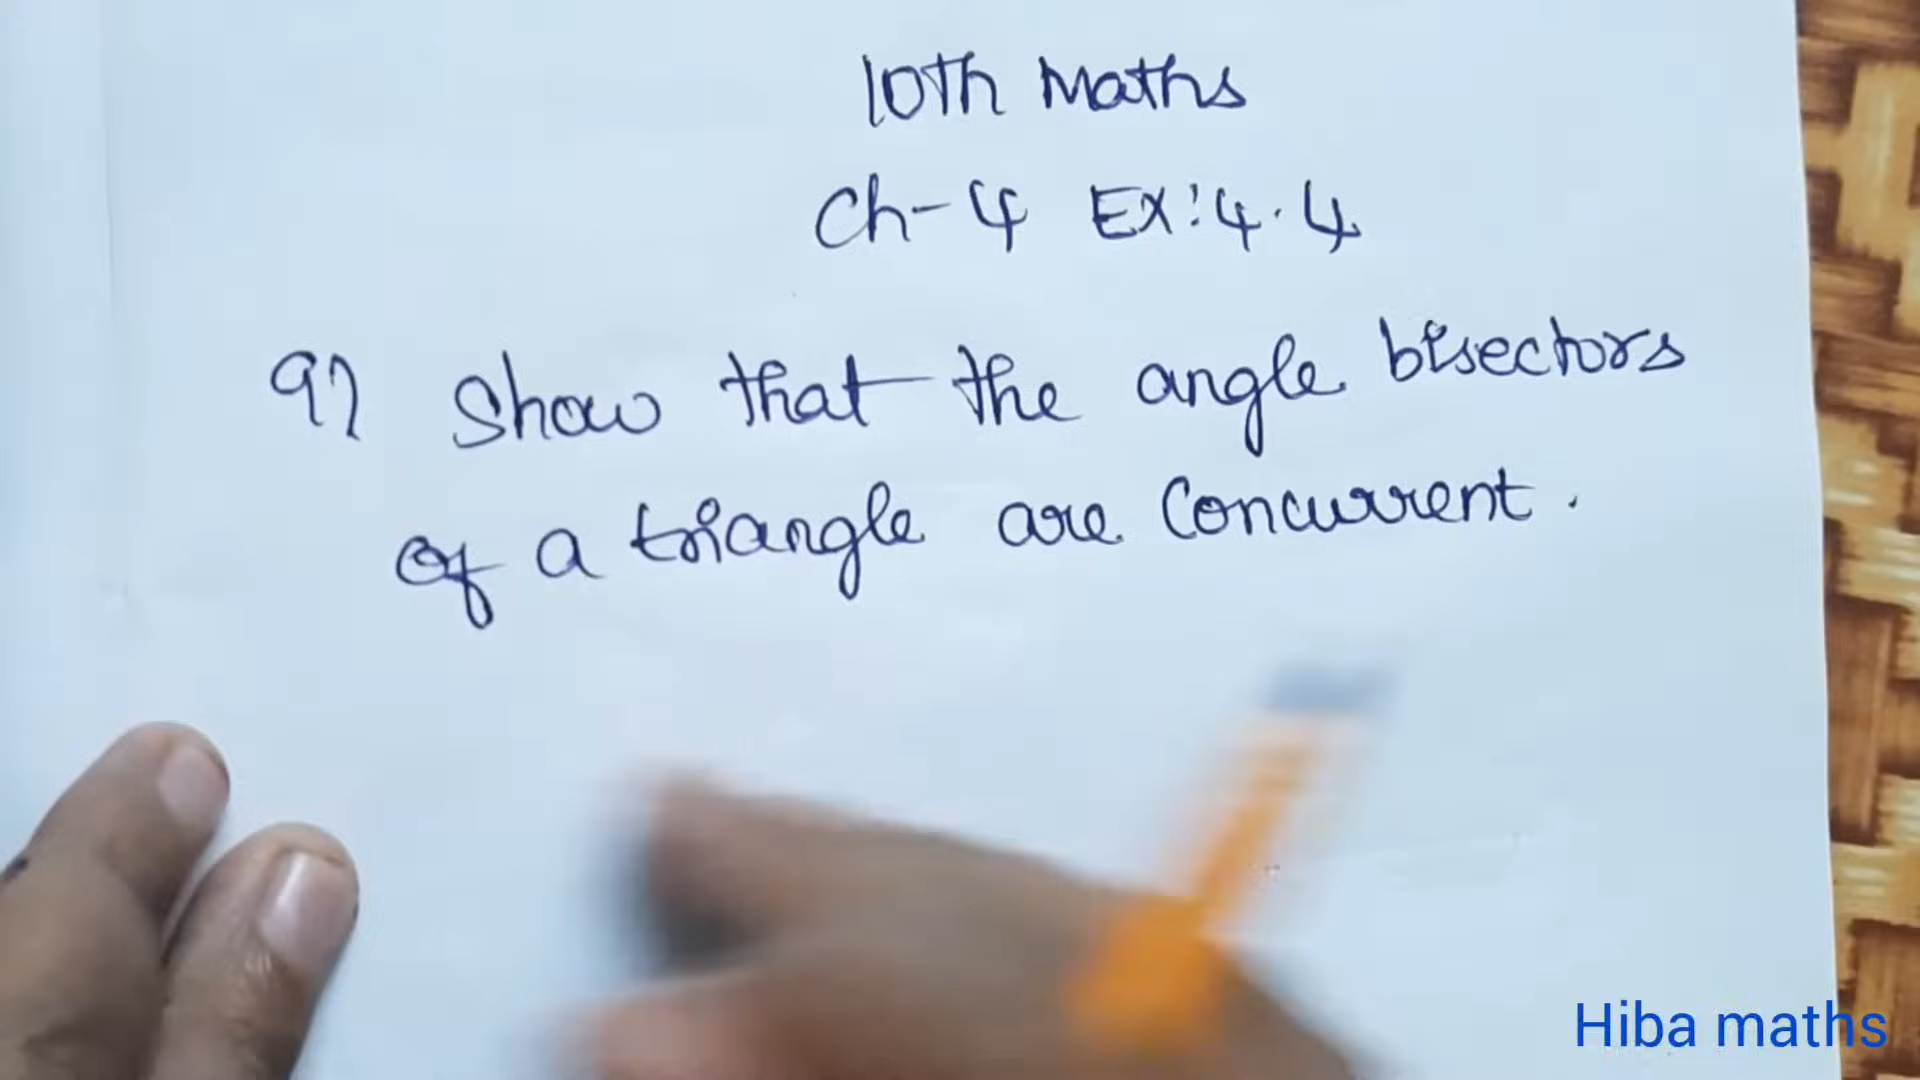 10Th Maths
Ch-4 EX:4.4
9) Show that the angle bisectors
of a triangle are Concurrent.
Hiba maths